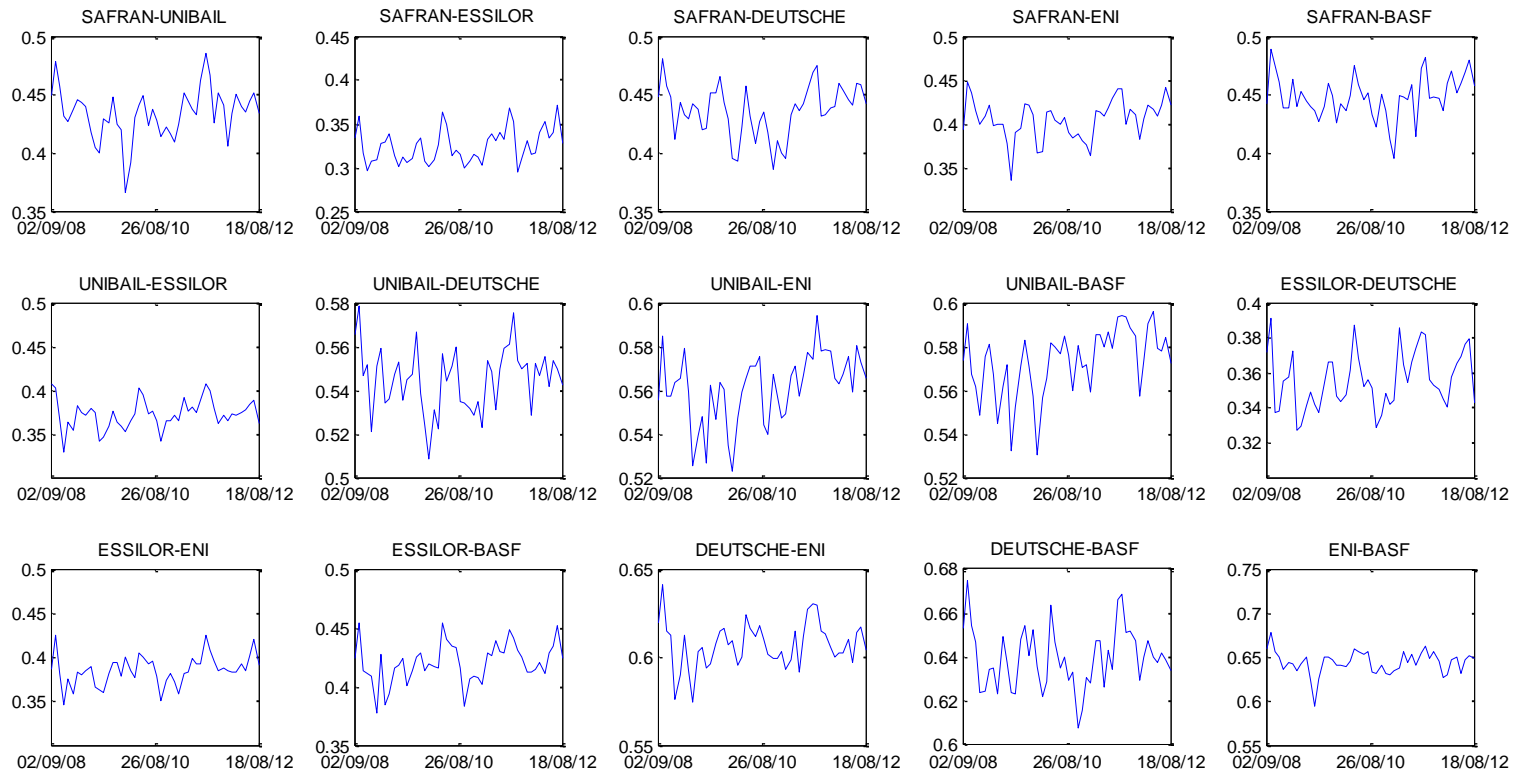 SAFRAN-UNIBAIL
0.5
0.45
0.4
0.35
02/09/08 26/08/10 18/08/12
SAFRAN-ESSILOR
0.45
0.4
0.35
0.3
0.25
02/09/08 26/08/10 18/08/12
SAFRAN-DEUTSCHE
0.5
0.45
0.4
0.35
02/09/08 26/08/10 18/08/12
SAFRAN-ENI
0.5
0.45
0.4
0.35
02/09/08 26/08/10 18/08/12
SAFRAN-BASF
0.5
0.45
0.4
0.35
02/09/08 26/08/10 18/08/12
UNIBAIL-ESSILOR
0.5
0.45
0.4
0.35
02/09/08 26/08/10 18/08/12
UNIBAIL-DEUTSCHE
0.58
0.56
0.54
0.52
0.5
02/09/08 26/08/10 18/08/12
UNIBAIL-ENI
0.6
0.58
0.56
0.54
0.52
02/09/08 26/08/10 18/08/12
UNIBAIL-BASF
0.6
0.58
0.56
0.54
0.52
02/09/08 26/08/10 18/08/12
ESSILOR-DEUTSCHE
0.4
0.38
0.36
0.34
0.32
02/09/08 26/08/10 18/08/12
ESSILOR-ENI
0.5
0.45
0.4
0.35
02/09/08 26/08/10 18/08/12
ESSILOR-BASF
0.5
0.45
0.4
0.35
02/09/08 26/08/10 18/08/12
DEUTSCHE-ENI
0.65
0.6
0.55
02/09/08 26/08/10 18/08/12
DEUTSCHE-BASF
0.68
0.66
0.64
0.62
0.6
02/09/08 26/08/10 18/08/12
ENI-BASF
0.75
0.7
0.65
0.6
0.55
02/09/08 26/08/10 18/08/12